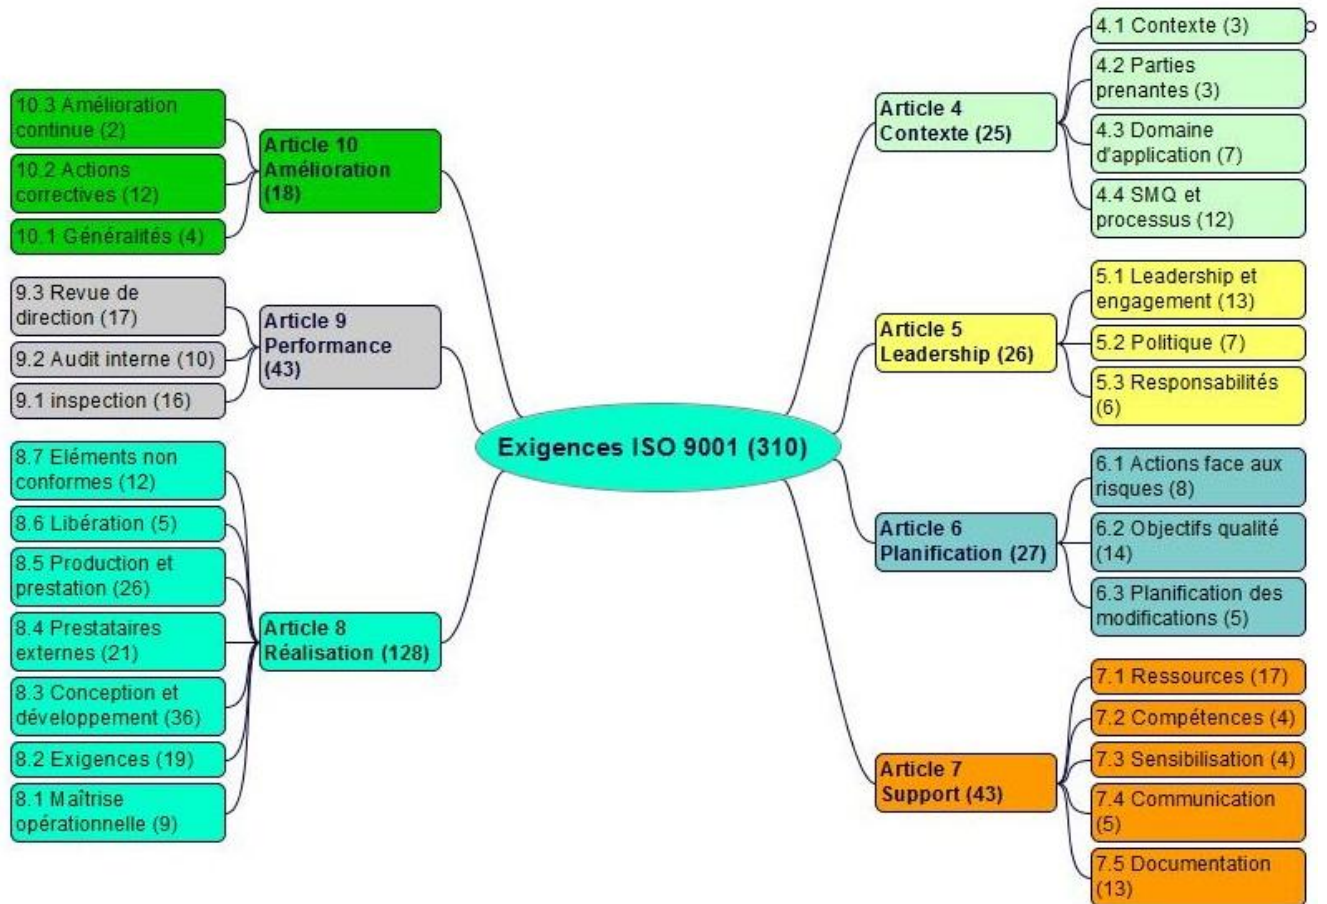 Exigences ISO 9001 (310)
Article 4
Contexte (25)
4.1 Contexte (3)
4.2 Parties
prenantes (3)
4.3 Domaine
d'application (7)
4.4 SMQ et
processus (12)
Article 5
Leadership (26)
5.1 Leadership et
engagement (13)
5.2 Politique (7)
5.3 Responsabilités
(6)
Article 6
Planification (27)
6.1 Actions face aux
risques (8)
6.2 Objectifs qualité
(14)
6.3 Planification des
modifications (5)
Article 7
Support (43)
7.1 Ressources (17)
7.2 Compétences (4)
7.3 Sensibilisation (4)
7.4 Communication
(5)
7.5 Documentation
(13)
Article 10
Amélioration
(18)
10.3 Amélioration
continue (2)
10.2 Actions
correctives (12)
10.1 Généralités (4)
Article 9
Performance
(43)
9.3 Revue de
direction (17)
9.2 Audit interne (10)
9.1 inspection (16)
Article 8
Réalisation (128)
8.7 Eléments non
conformes (12)
8.6 Libération (5)
8.5 Production et
prestation (26)
8.4 Prestataires
externes (21)
8.3 Conception et
développement (36)
8.2 Exigences (19)
8.1 Maîtrise
opérationnelle (9)